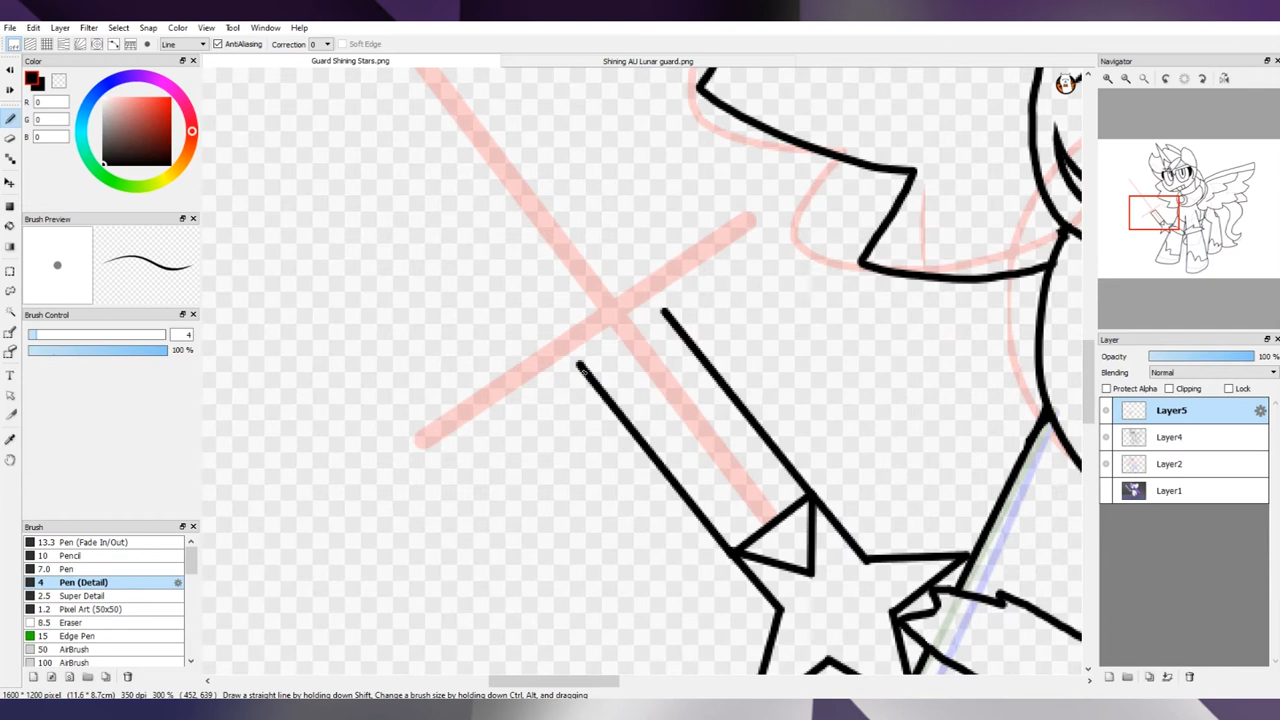 File Edit Layer Filter Select Snap Color View Tool Window Help
OFF Line AntiAliasing Correction 0 Soft Edge
Color
R 0
G 0
B 0
Guard Shining Stars.png
Shining AU Lunar guard.png
Navigator
Brush Preview
Brush Control
4
100 %
Brush
13.3 Pen (Fade In/Out)
10 Pencil
7.0 Pen
4 Pen (Detail)
2.5 Super Detail
1.2 Pixel Art (50x50)
8.5 Eraser
15 Edge Pen
50 AirBrush
100 AirBrush
Layer
Opacity 100 %
Blending Normal
Protect Alpha Clipping Lock
Layer5
Layer4
Layer2
Layer1
1600 * 1200 pixel (11.6 * 8.7cm) 350 dpi 300 % ( 452, 639) Draw a straight line by holding down Shift, Change a brush size by holding down Ctrl, Alt, and dragging